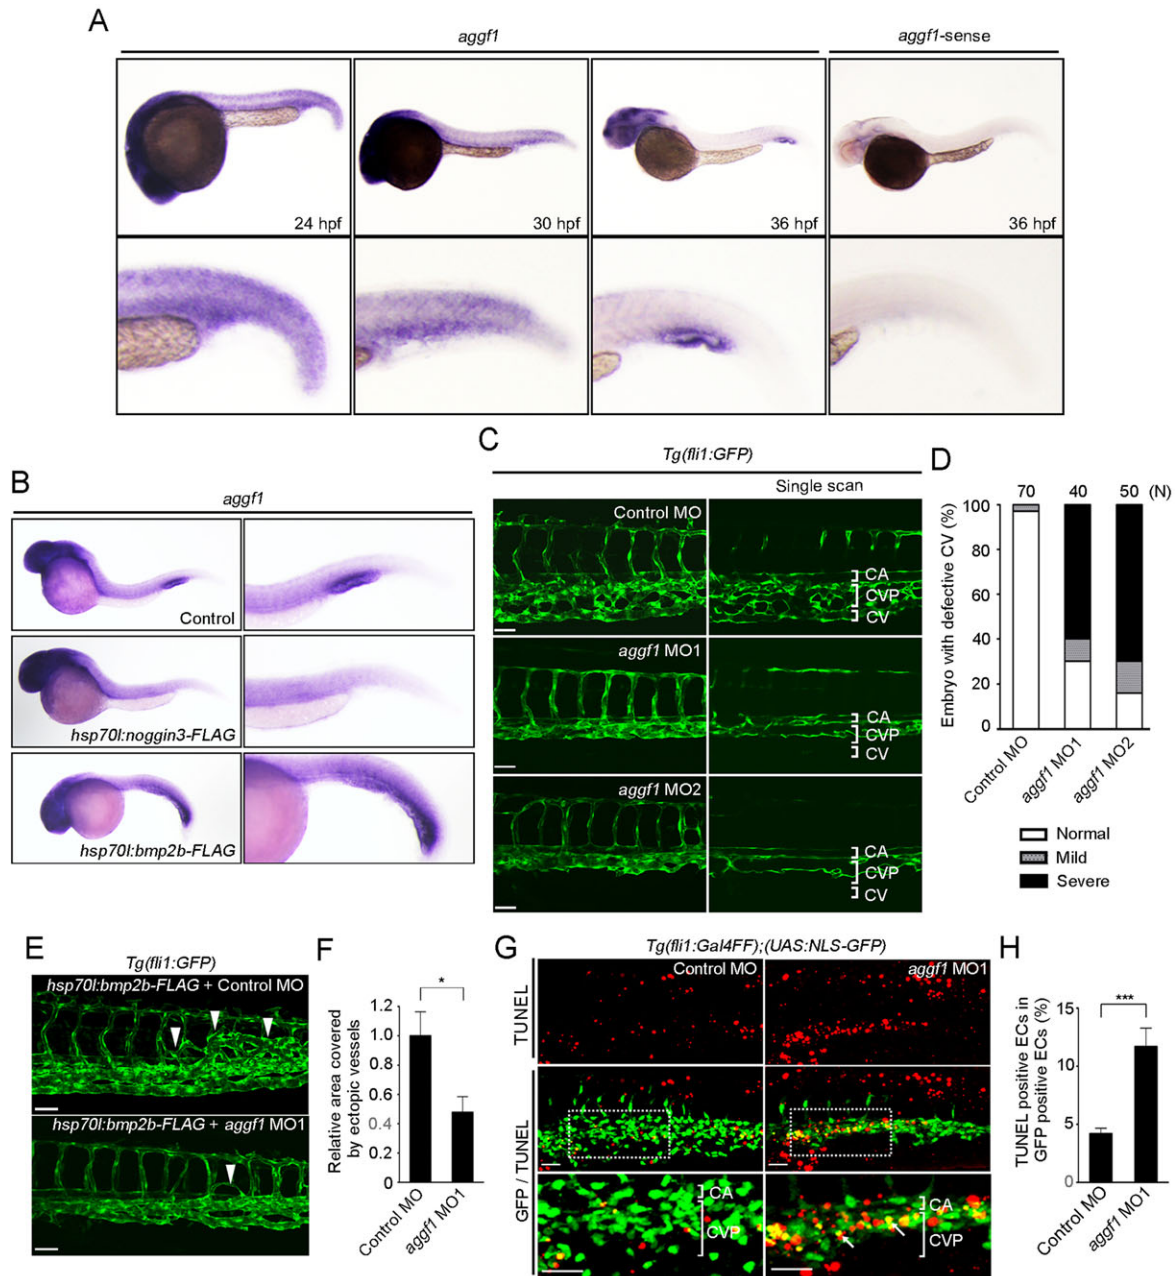 A
aggf1
aggf1-sense
24 hpf
30 hpf
36 hpf
36 hpf
B
aggf1
Control
hsp70l:noggin3-FLAG
hsp70l:bmp2b-FLAG
C
Tg(fli1:GFP)
Single scan
Control MO
CA
CVP
CV
aggf1 MO1
CA
CVP
CV
aggf1 MO2
CA
CVP
CV
D
70 40 50 (N)
Embryo with defective CV (%)
100
80
60
40
20
0
Control MO
aggf1 MO1
aggf1 MO2
Normal
Mild
Severe
E
Tg(fli1:GFP)
hsp70l:bmp2b-FLAG + Control MO
hsp70l:bmp2b-FLAG + aggf1 MO1
F
Relative area covered
by ectopic vessels
1.2
1.0
0.8
0.6
0.4
0.2
0
*
Control MO
aggf1 MO1
G
Tg(fli1:Gal4FF);(UAS:NLS-GFP)
Control MO
aggf1 MO1
TUNEL
GFP / TUNEL
CA
CVP
CA
CVP
H
TUNEL positive ECs in
GFP positive ECs (%)
15
10
5
0
***
Control MO
aggf1 MO1